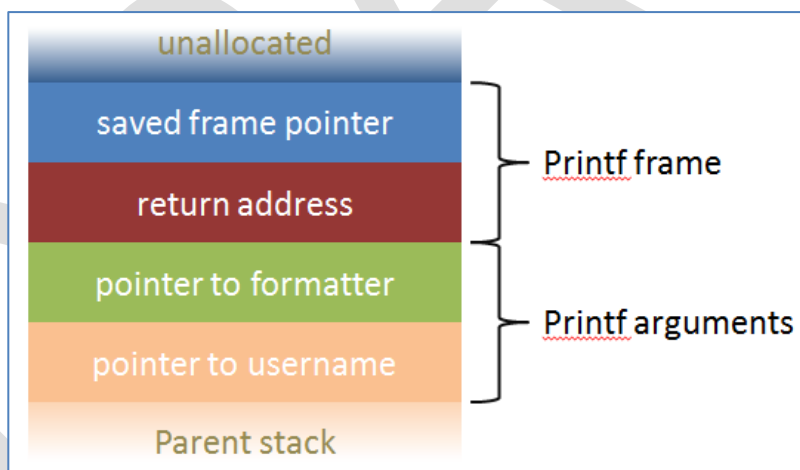 unallocated
saved frame pointer
Printf frame
return address
pointer to formatter
Printf arguments
pointer to username
Parent stack